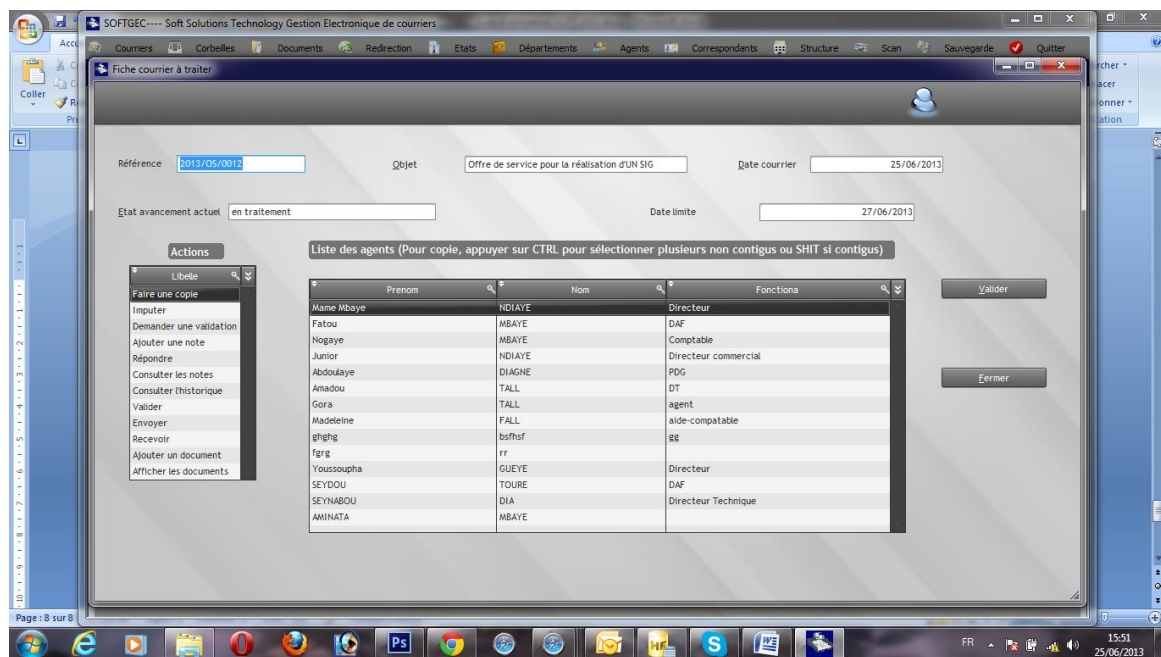 SOFTGEC---- Soft Solutions Technology Gestion Electronique de courriers
Courriers Corbeilles Documents Redirection Etats Départements Agents Correspondants Structure Scan Sauvegarde Quitter
Fiche courrier à traiter
Coller
Référence 2013/OS/0012 Objet Offre de service pour la réalisation d'UN SIG Date courrier 25/06/2013
Etat avancement actuel en traitement Date limite 27/06/2013
Actions Liste des agents (Pour copie, appuyer sur CTRL pour sélectionner plusieurs non contigus ou SHIT si contigus)
Libelle
Faire une copie
Imputer
Demander une validation
Ajouter une note
Répondre
Consulter les notes
Consulter l'historique
Valider
Envoyer
Recevoir
Ajouter un document
Afficher les documents
Prenom Nom Fonctiona
Mame Mbaye NDIAYE Directeur
Fatou MBAYE DAF
Nogaye MBAYE Comptable
Junior NDIAYE Directeur commercial
Abdoulaye DIAGNE PDG
Amadou TALL DT
Gora TALL agent
Madeleine FALL aide-compatable
ghghg bsfhsf gg
fgrg rr
Youssoupha GUEYE Directeur
SEYDOU TOURE DAF
SEYNABOU DIA Directeur Technique
AMINATA MBAYE
Valider
Fermer
Page : 8 sur 8
Ps
FR
15:51
25/06/2013